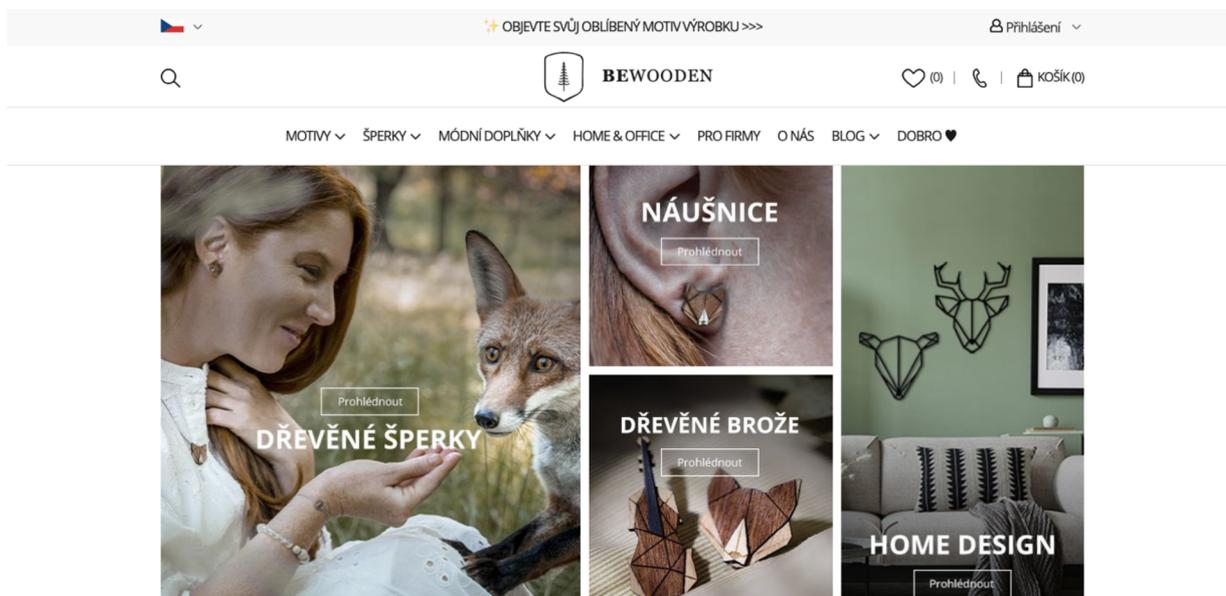 ✨ OBJEVTE SVŮJ OBLÍBENÝ MOTIV VÝROBKU >>>
Přihlášení
BEWOODEN
(0) | | KOŠÍK (0)
MOTIVY ŠPERKY MÓDNÍ DOPLŇKY HOME & OFFICE PRO FIRMY O NÁS BLOG DOBRO 🖤
NÁUŠNICE
Prohlédnout
Prohlédnout
DŘEVĚNÉ ŠPERKY
DŘEVĚNÉ BROŽE
Prohlédnout
HOME DESIGN
Prohlédnout